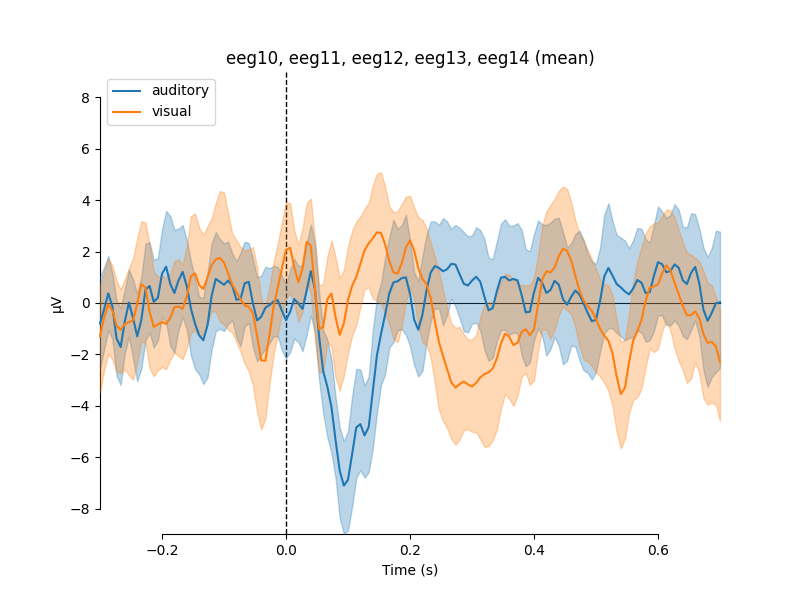 eeg10, eeg11, eeg12, eeg13, eeg14 (mean)
auditory
visual
8
6
4
2
0
−2
−4
−6
−8
µV
−0.2 0.0 0.2 0.4 0.6
Time (s)